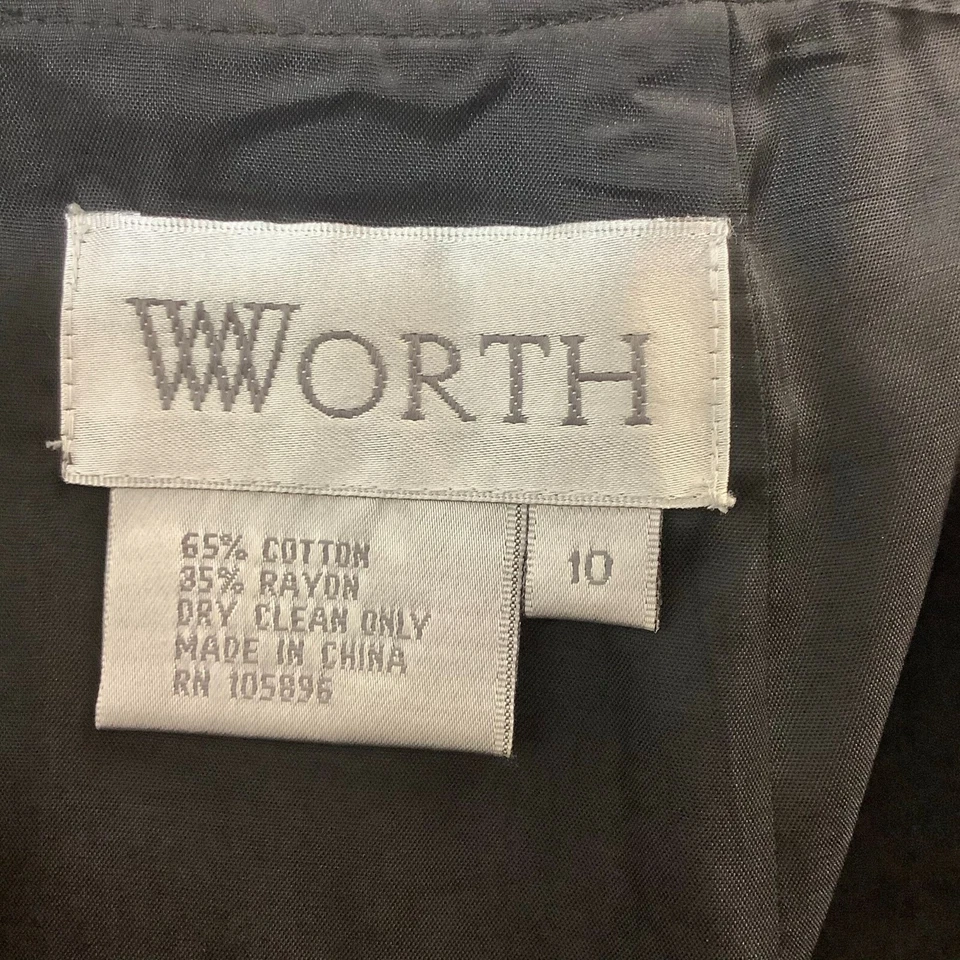 WORTH
65% COTTON
35% RAYON
DRY CLEAN ONLY
MADE IN CHINA
RN 105896
10